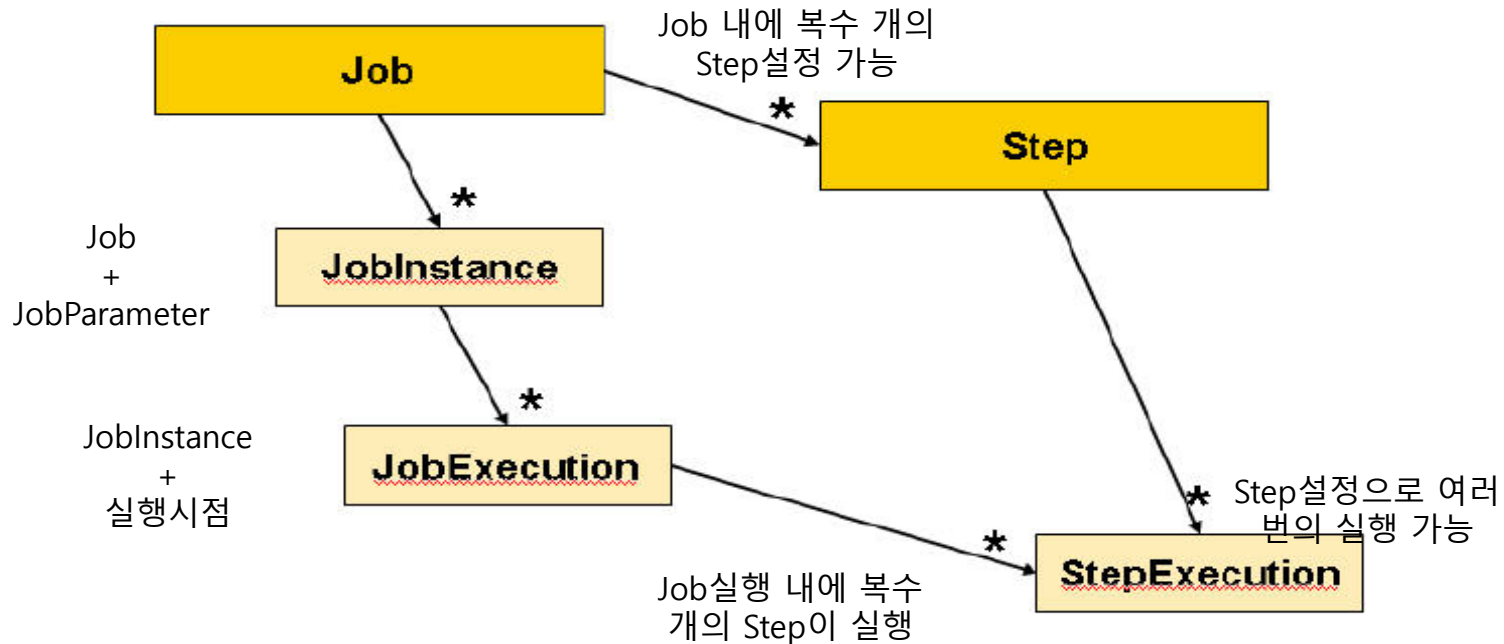 Job 내에 복수 개의
Step설정 가능
Job
*
Step
*
Job
+
JobParameter
JobInstance
*
JobInstance
+
실행시점
JobExecution
*
Step설정으로 여러
번의 실행 가능
*
StepExecution
Job실행 내에 복수
개의 Step이 실행